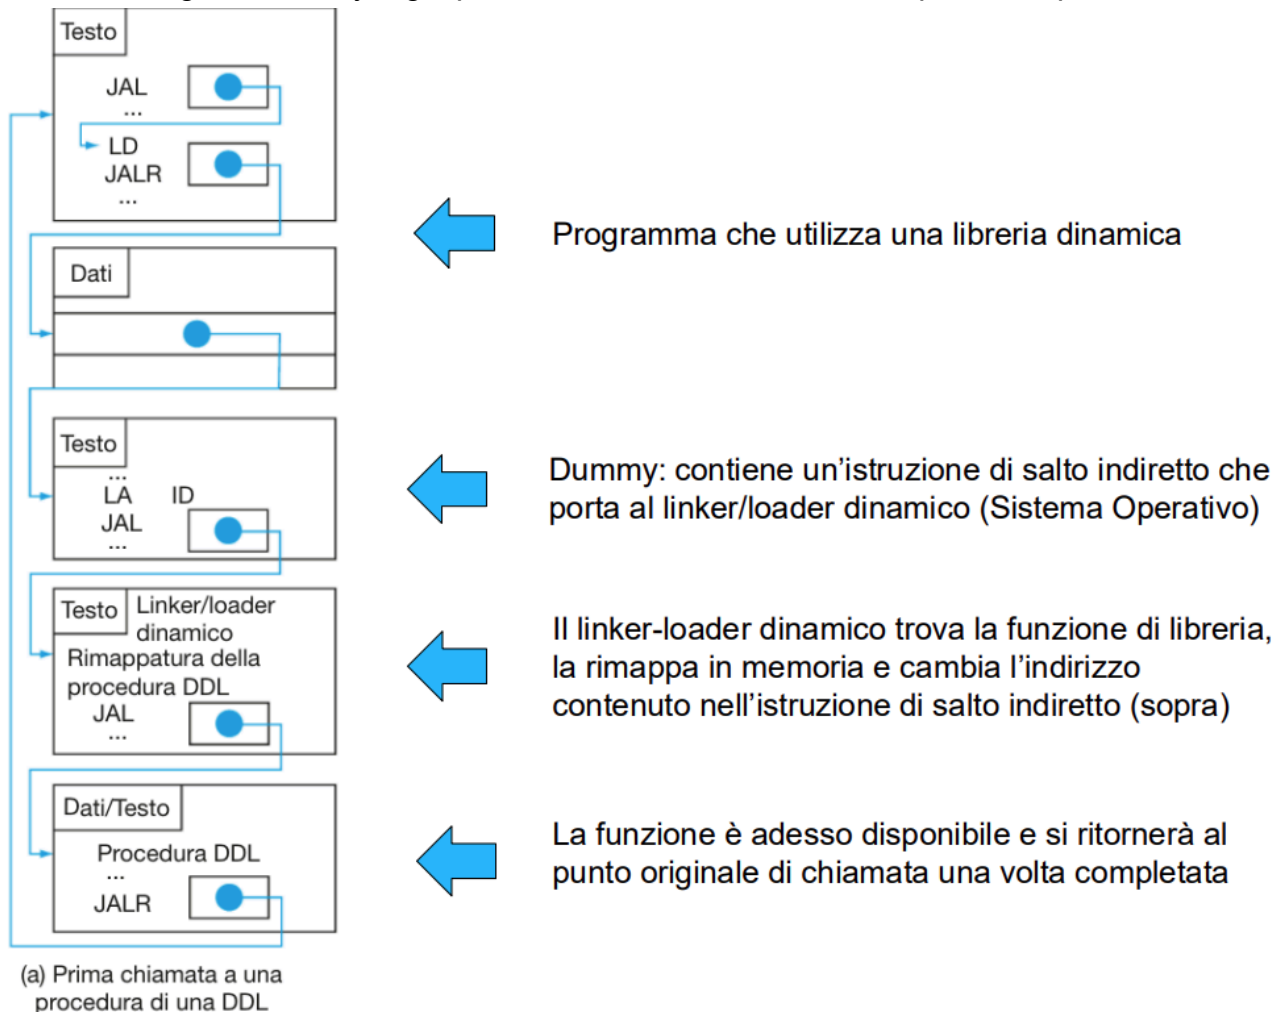 Testo
JAL
...
LD
JALR
...
Programma che utilizza una libreria dinamica
Dati
Testo
...
LA ID
JAL
...
Dummy: contiene un'istruzione di salto indiretto che
porta al linker/loader dinamico (Sistema Operativo)
Testo Linker/loader
dinamico
Rimappatura della
procedura DDL
JAL
...
Il linker-loader dinamico trova la funzione di libreria,
la rimappa in memoria e cambia l'indirizzo
contenuto nell'istruzione di salto indiretto (sopra)
Dati/Testo
Procedura DDL
...
JALR
La funzione è adesso disponibile e si ritornerà al
punto originale di chiamata una volta completata
(a) Prima chiamata a una
procedura di una DDL